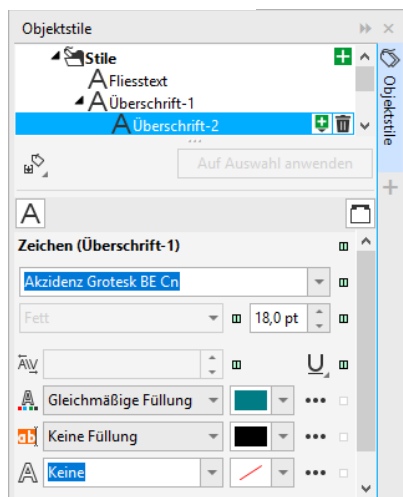 Objektstile
Stile
Fliesstext
Überschrift-1
Überschrift-2
Auf Auswahl anwenden
Zeichen (Überschrift-1)
Akzidenz Grotesk BE Cn
Fett
18,0 pt
Gleichmäßige Füllung
Keine Füllung
Keine
Objektstile